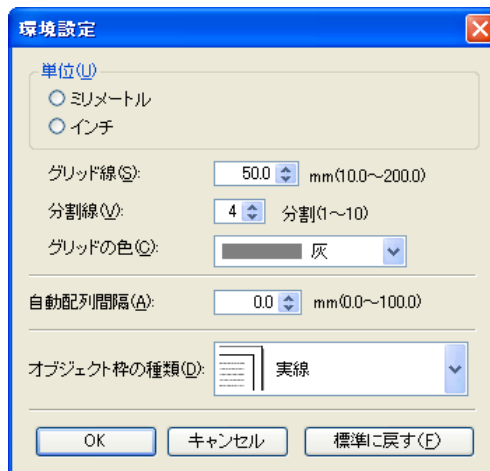 環境設定
単位(U)
ミリメートル
インチ
グリッド線(S): 50.0 mm(10.0～200.0)
分割線(V): 4 分割(1～10)
グリッドの色(C): 灰
自動配列間隔(A): 0.0 mm(0.0～100.0)
オブジェクト枠の種類(D): 実線
OK キャンセル 標準に戻す(F)